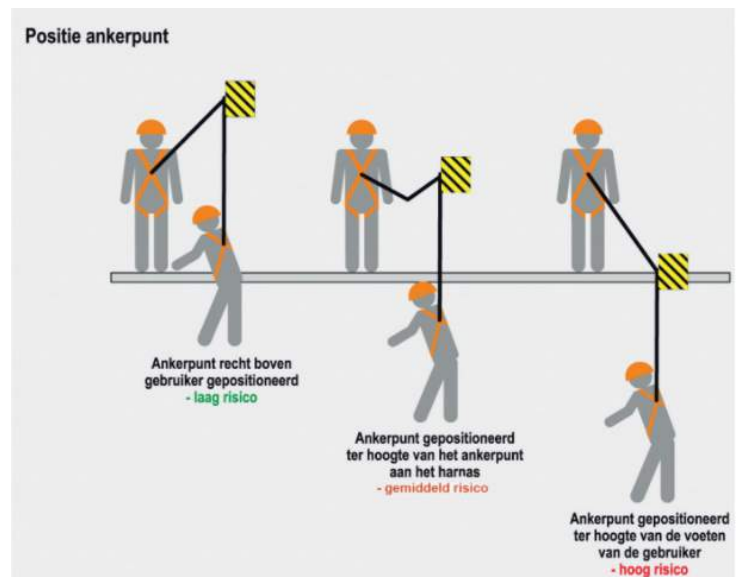 Positie ankerpunt
Ankerpunt recht boven
gebruiker gepositioneerd
- laag risico
Ankerpunt gepositioneerd
ter hoogte van het ankerpunt
aan het harnas
- gemiddeld risico
Ankerpunt gepositioneerd
ter hoogte van de voeten
van de gebruiker
- hoog risico